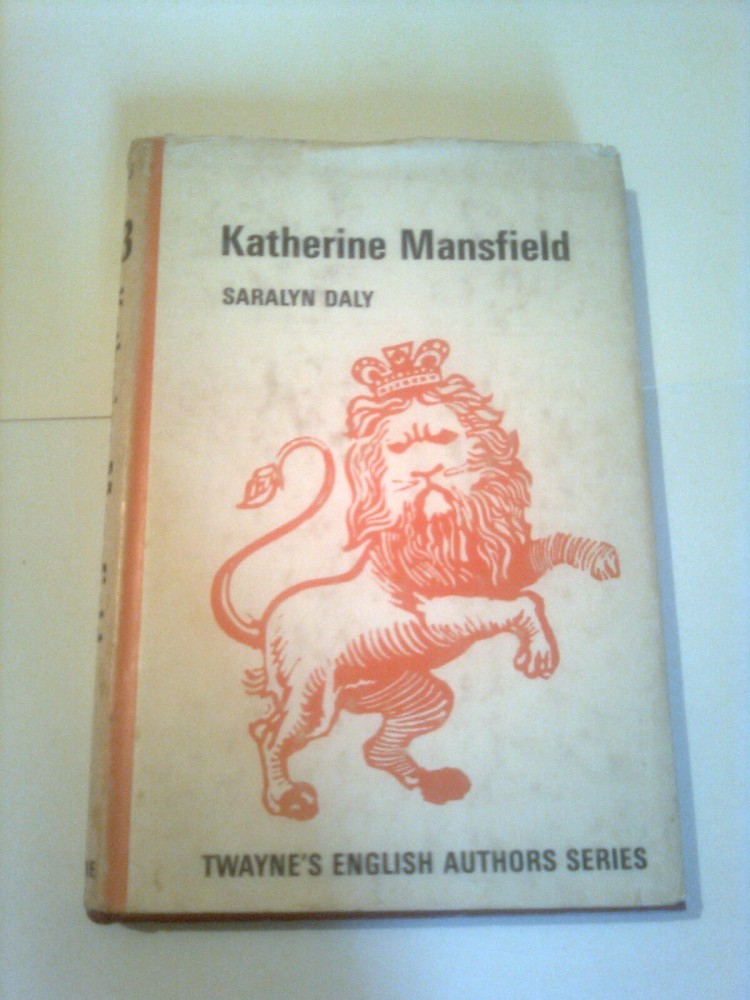 Katherine Mansfield
SARALYN DALY
TWAYNE'S ENGLISH AUTHORS SERIES